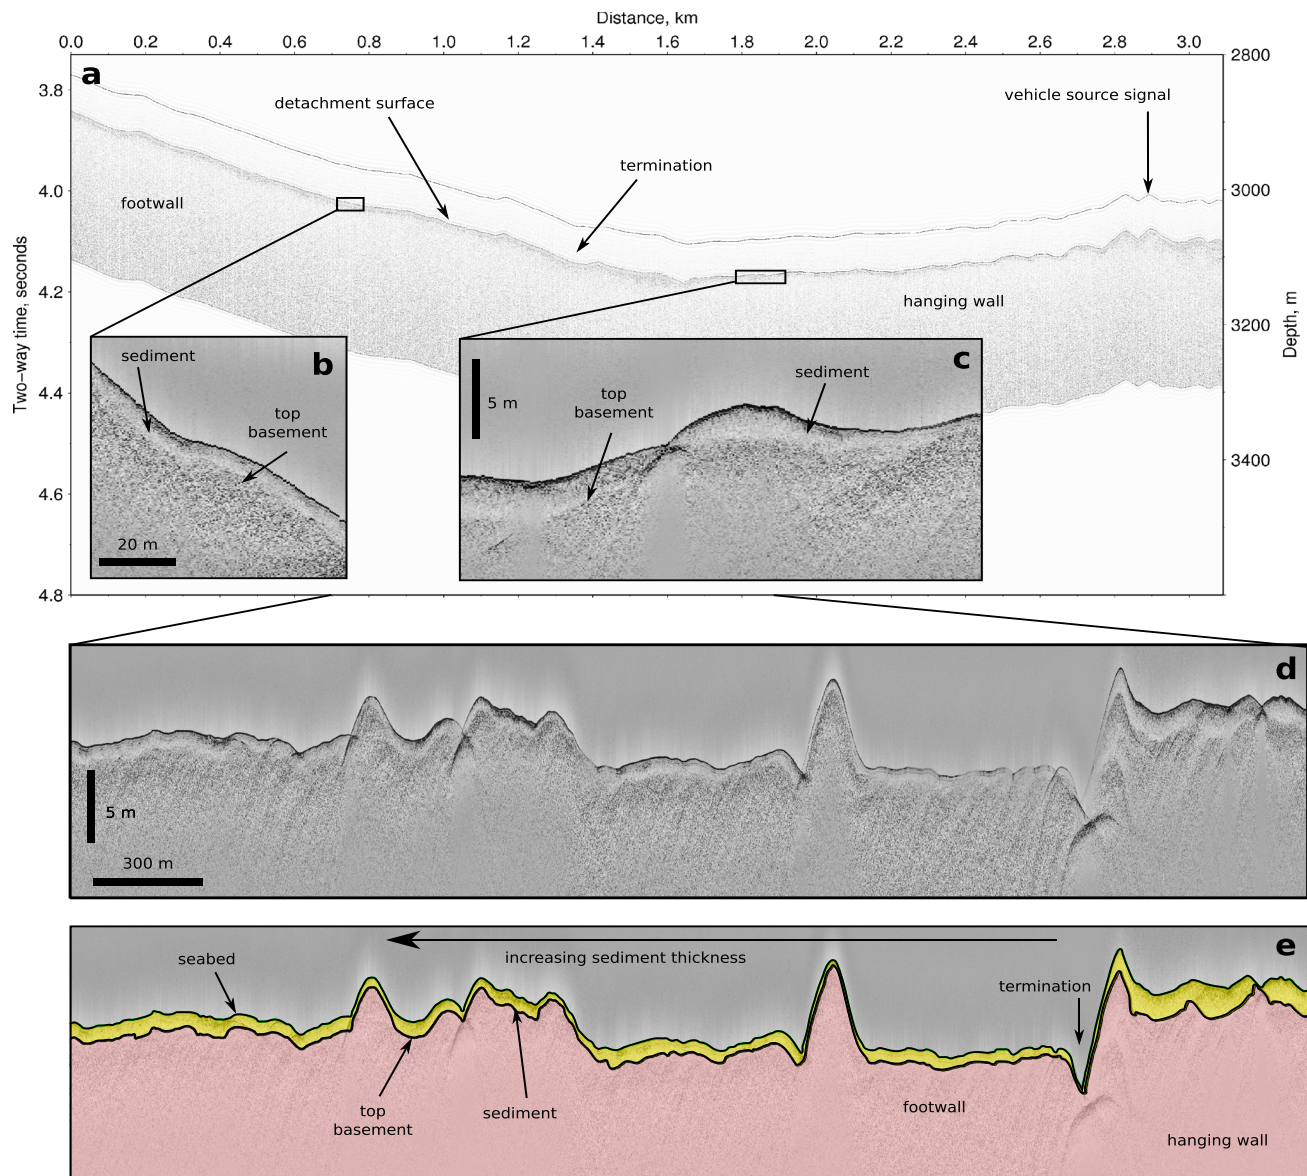 Distance, km
0.0 0.2 0.4 0.6 0.8 1.0 1.2 1.4 1.6 1.8 2.0 2.2 2.4 2.6 2.8 3.0
a
2800
3.8
detachment surface
vehicle source signal
termination
4.0
3000
footwall
4.2
hanging wall
3200
Two−way time, seconds
Depth, m
sediment
b
top
basement
20 m
5 m
top
basement
sediment
c
4.4
3400
4.6
4.8
d
5 m
300 m
e
increasing sediment thickness
seabed
termination
top
basement
sediment
footwall
hanging wall